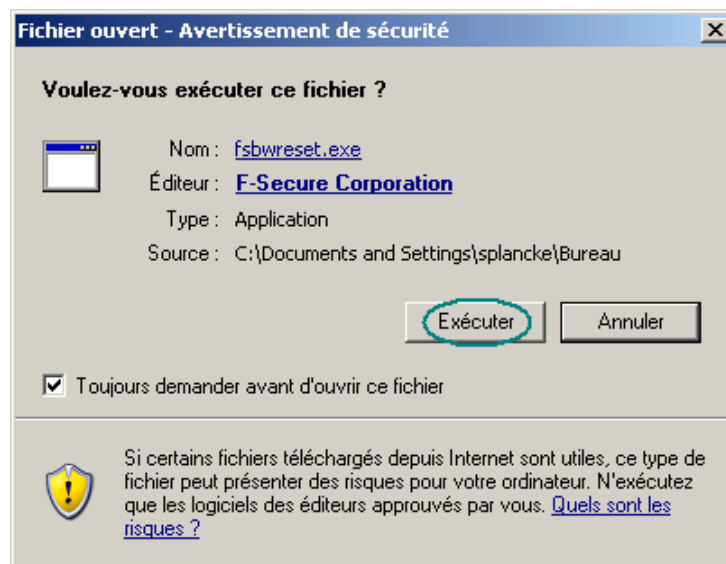 Fichier ouvert - Avertissement de sécurité
Voulez-vous exécuter ce fichier ?
Nom : fsbwreset.exe
Éditeur : F-Secure Corporation
Type : Application
Source : C:\Documents and Settings\splancke\Bureau
Exécuter Annuler
Toujours demander avant d'ouvrir ce fichier
Si certains fichiers téléchargés depuis Internet sont utiles, ce type de
fichier peut présenter des risques pour votre ordinateur. N'exécutez
que les logiciels des éditeurs approuvés par vous. Quels sont les
risques ?